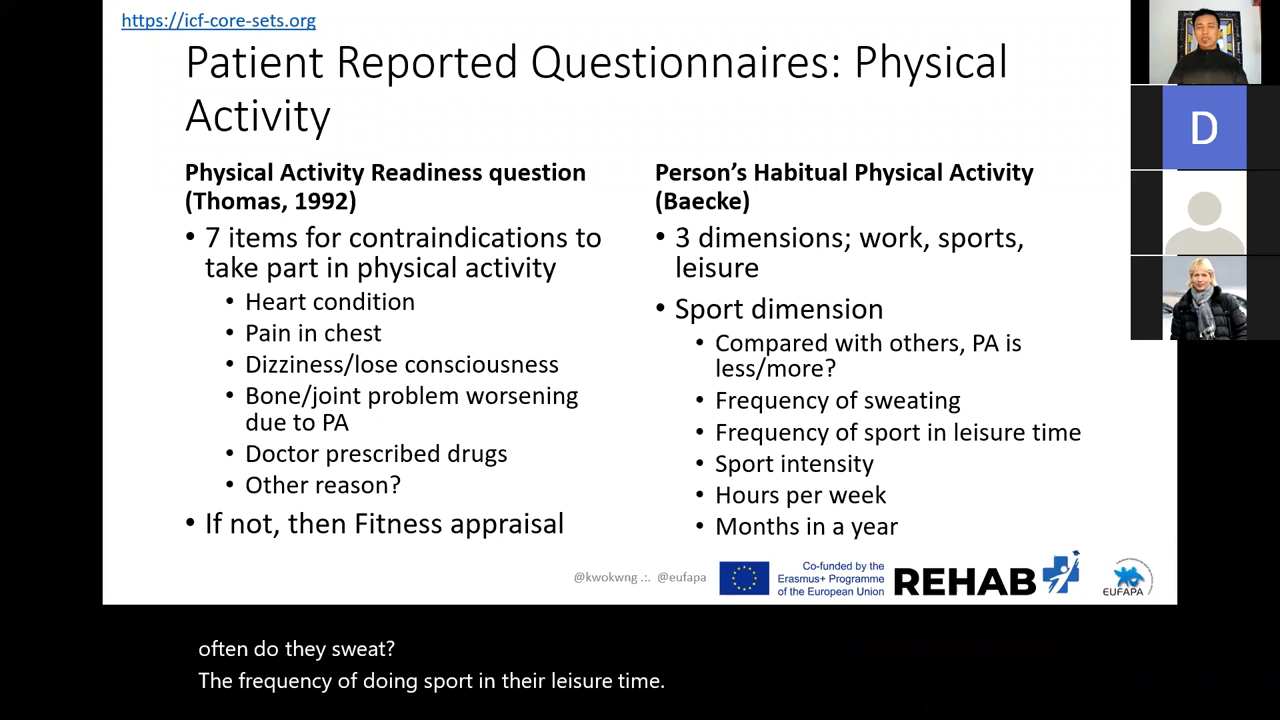 https://icf-core-sets.org
Patient Reported Questionnaires: Physical
Activity
Physical Activity Readiness question
(Thomas, 1992)
• 7 items for contraindications to
take part in physical activity
• Heart condition
• Pain in chest
• Dizziness/lose consciousness
• Bone/joint problem worsening
due to PA
• Doctor prescribed drugs
• Other reason?
• If not, then Fitness appraisal
Person’s Habitual Physical Activity
(Baecke)
• 3 dimensions; work, sports,
leisure
• Sport dimension
• Compared with others, PA is
less/more?
• Frequency of sweating
• Frequency of sport in leisure time
• Sport intensity
• Hours per week
• Months in a year
@kwokwng .:. @eufapa
Co-funded by the
Erasmus+ Programme
of the European Union
REHAB
EUFAPA
D
often do they sweat?
The frequency of doing sport in their leisure time.